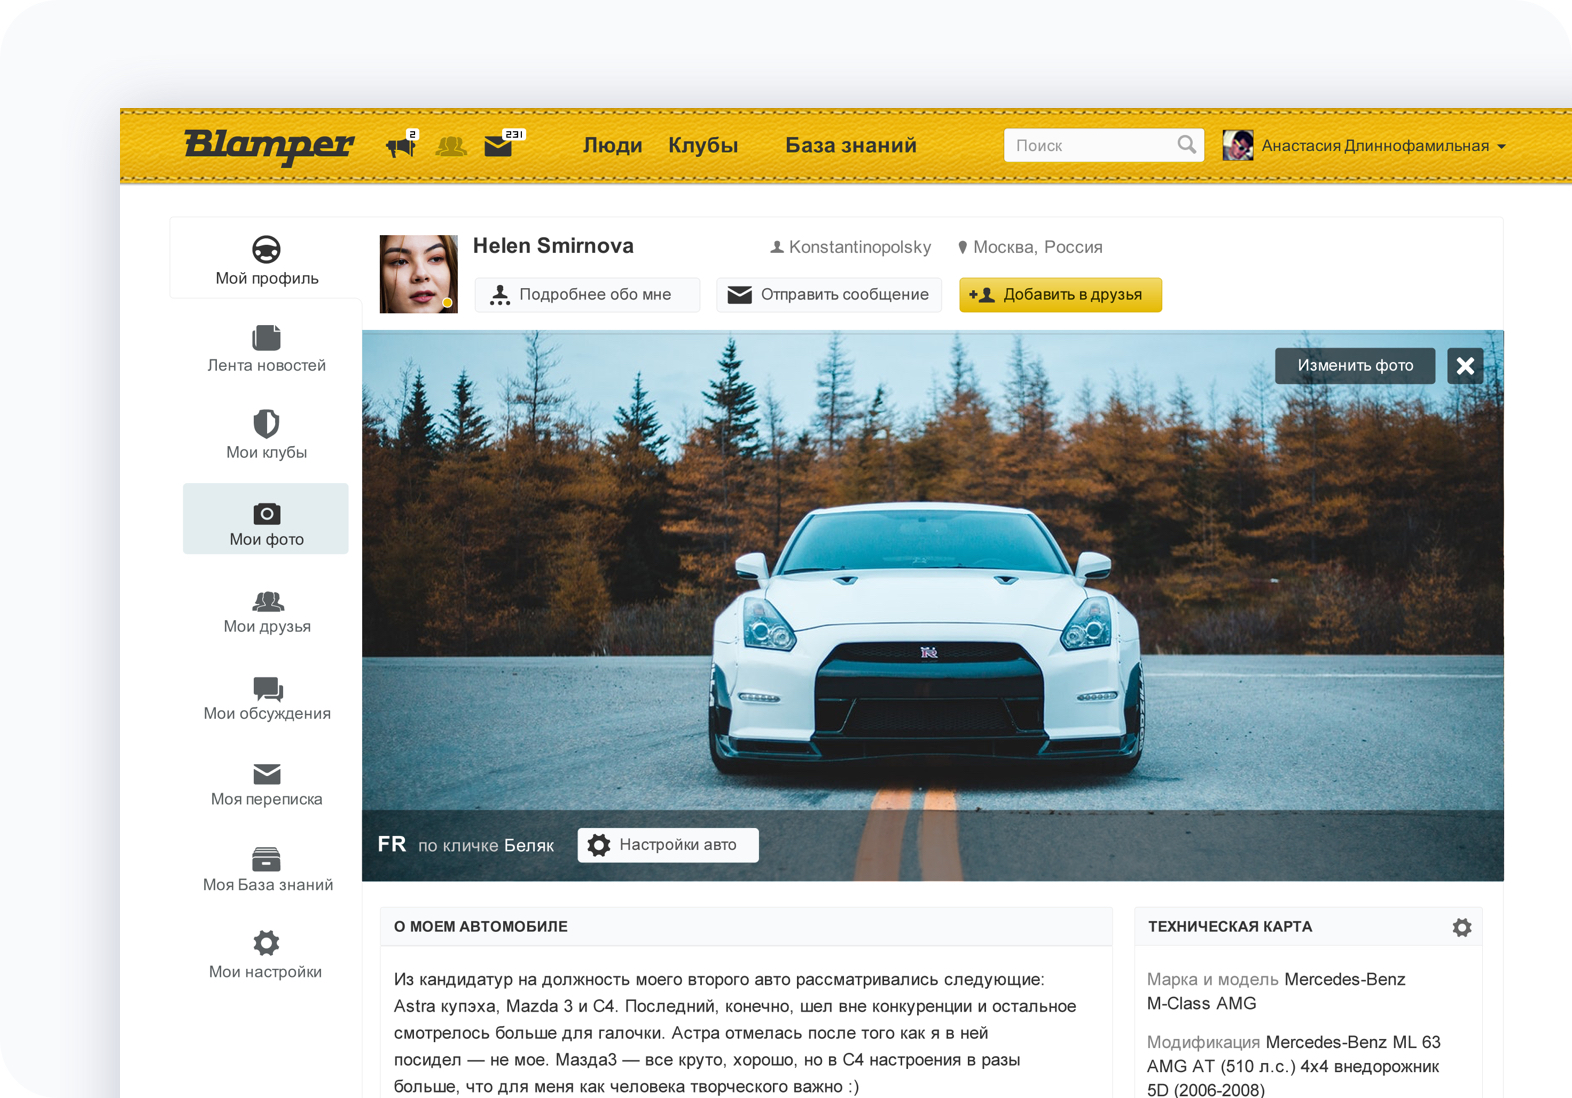 Blamper
2
231
Люди
Клубы
База знаний
Поиск
Анастасия Длиннофамильная
Мой профиль
Лента новостей
Мои клубы
Мои фото
Мои друзья
Мои обсуждения
Моя переписка
Моя База знаний
Мои настройки
Helen Smirnova
Konstantinopolsky
Москва, Россия
Подробнее обо мне
Отправить сообщение
Добавить в друзья
Изменить фото
FR по кличке Беляк
Настройки авто
О МОЕМ АВТОМОБИЛЕ
Из кандидатур на должность моего второго авто рассматривались следующие:
Astra купэха, Mazda 3 и С4. Последний, конечно, шел вне конкуренции и остальное
смотрелось больше для галочки. Астра отмелась после того как я в ней
посидел — не мое. Мазда3 — все круто, хорошо, но в С4 настроения в разы
больше, что для меня как человека творческого важно :)
ТЕХНИЧЕСКАЯ КАРТА
Марка и модель Mercedes-Benz
M-Class AMG
Модификация Mercedes-Benz ML 63
AMG AT (510 л.с.) 4x4 внедорожник
5D (2006-2008)